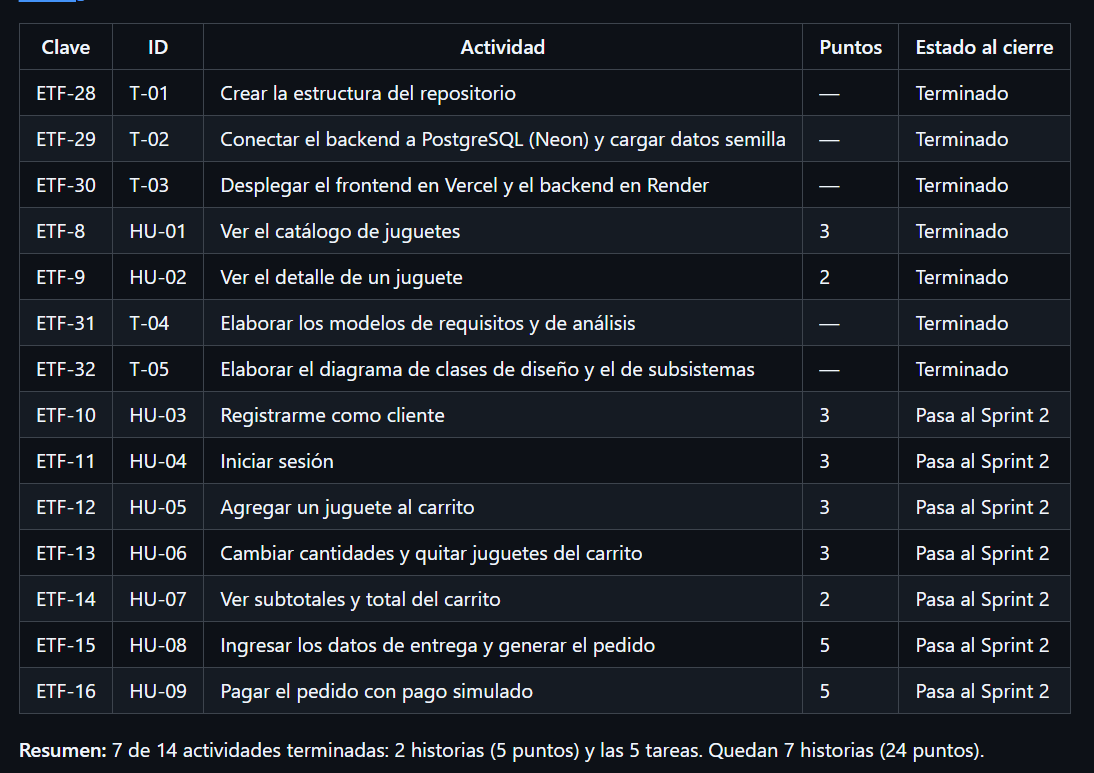 Clave ID Actividad Puntos Estado al cierre
ETF-28 T-01 Crear la estructura del repositorio — Terminado
ETF-29 T-02 Conectar el backend a PostgreSQL (Neon) y cargar datos semilla — Terminado
ETF-30 T-03 Desplegar el frontend en Vercel y el backend en Render — Terminado
ETF-8 HU-01 Ver el catálogo de juguetes 3 Terminado
ETF-9 HU-02 Ver el detalle de un juguete 2 Terminado
ETF-31 T-04 Elaborar los modelos de requisitos y de análisis — Terminado
ETF-32 T-05 Elaborar el diagrama de clases de diseño y el de subsistemas — Terminado
ETF-10 HU-03 Registrarme como cliente 3 Pasa al Sprint 2
ETF-11 HU-04 Iniciar sesión 3 Pasa al Sprint 2
ETF-12 HU-05 Agregar un juguete al carrito 3 Pasa al Sprint 2
ETF-13 HU-06 Cambiar cantidades y quitar juguetes del carrito 3 Pasa al Sprint 2
ETF-14 HU-07 Ver subtotales y total del carrito 2 Pasa al Sprint 2
ETF-15 HU-08 Ingresar los datos de entrega y generar el pedido 5 Pasa al Sprint 2
ETF-16 HU-09 Pagar el pedido con pago simulado 5 Pasa al Sprint 2
Resumen: 7 de 14 actividades terminadas: 2 historias (5 puntos) y las 5 tareas. Quedan 7 historias (24 puntos).